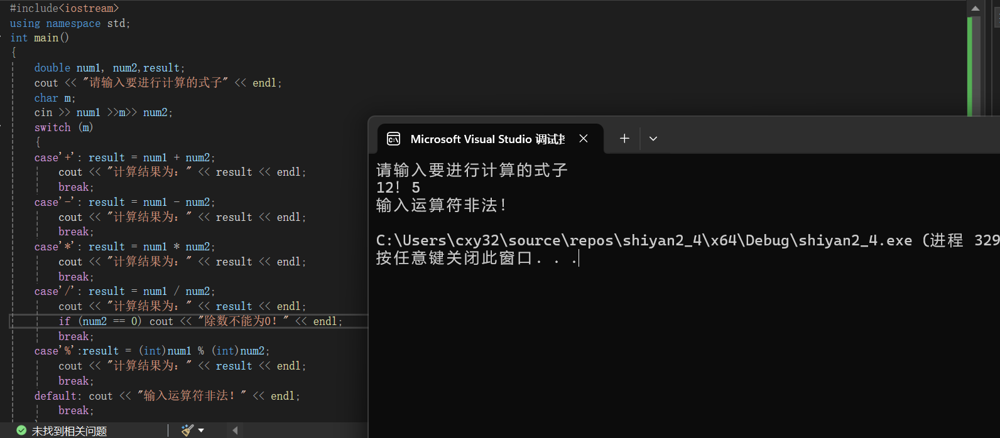 #include<iostream>
using namespace std;
int main()
{
double num1, num2,result;
cout << "请输入要进行计算的式子" << endl;
char m;
cin >> num1 >>m>> num2;
switch (m)
{
case'+': result = num1 + num2;
cout << "计算结果为: " << result << endl;
break;
case'-': result = num1 - num2;
cout << "计算结果为: " << result << endl;
break;
case'*': result = num1 * num2;
cout << "计算结果为: " << result << endl;
break;
case'/': result = num1 / num2;
cout << "计算结果为: " << result << endl;
if (num2 == 0) cout << "除数不能为0! " << endl;
break;
case'%':result = (int)num1 % (int)num2;
cout << "计算结果为: " << result << endl;
break;
default: cout << "输入运算符非法! " << endl;
break;
未找到相关问题
Microsoft Visual Studio 调试
请输入要进行计算的式子
12! 5
输入运算符非法!
C:\Users\cxy32\source\repos\shiyan2_4\x64\Debug\shiyan2_4.exe (进程 329
按任意键关闭此窗口. . .